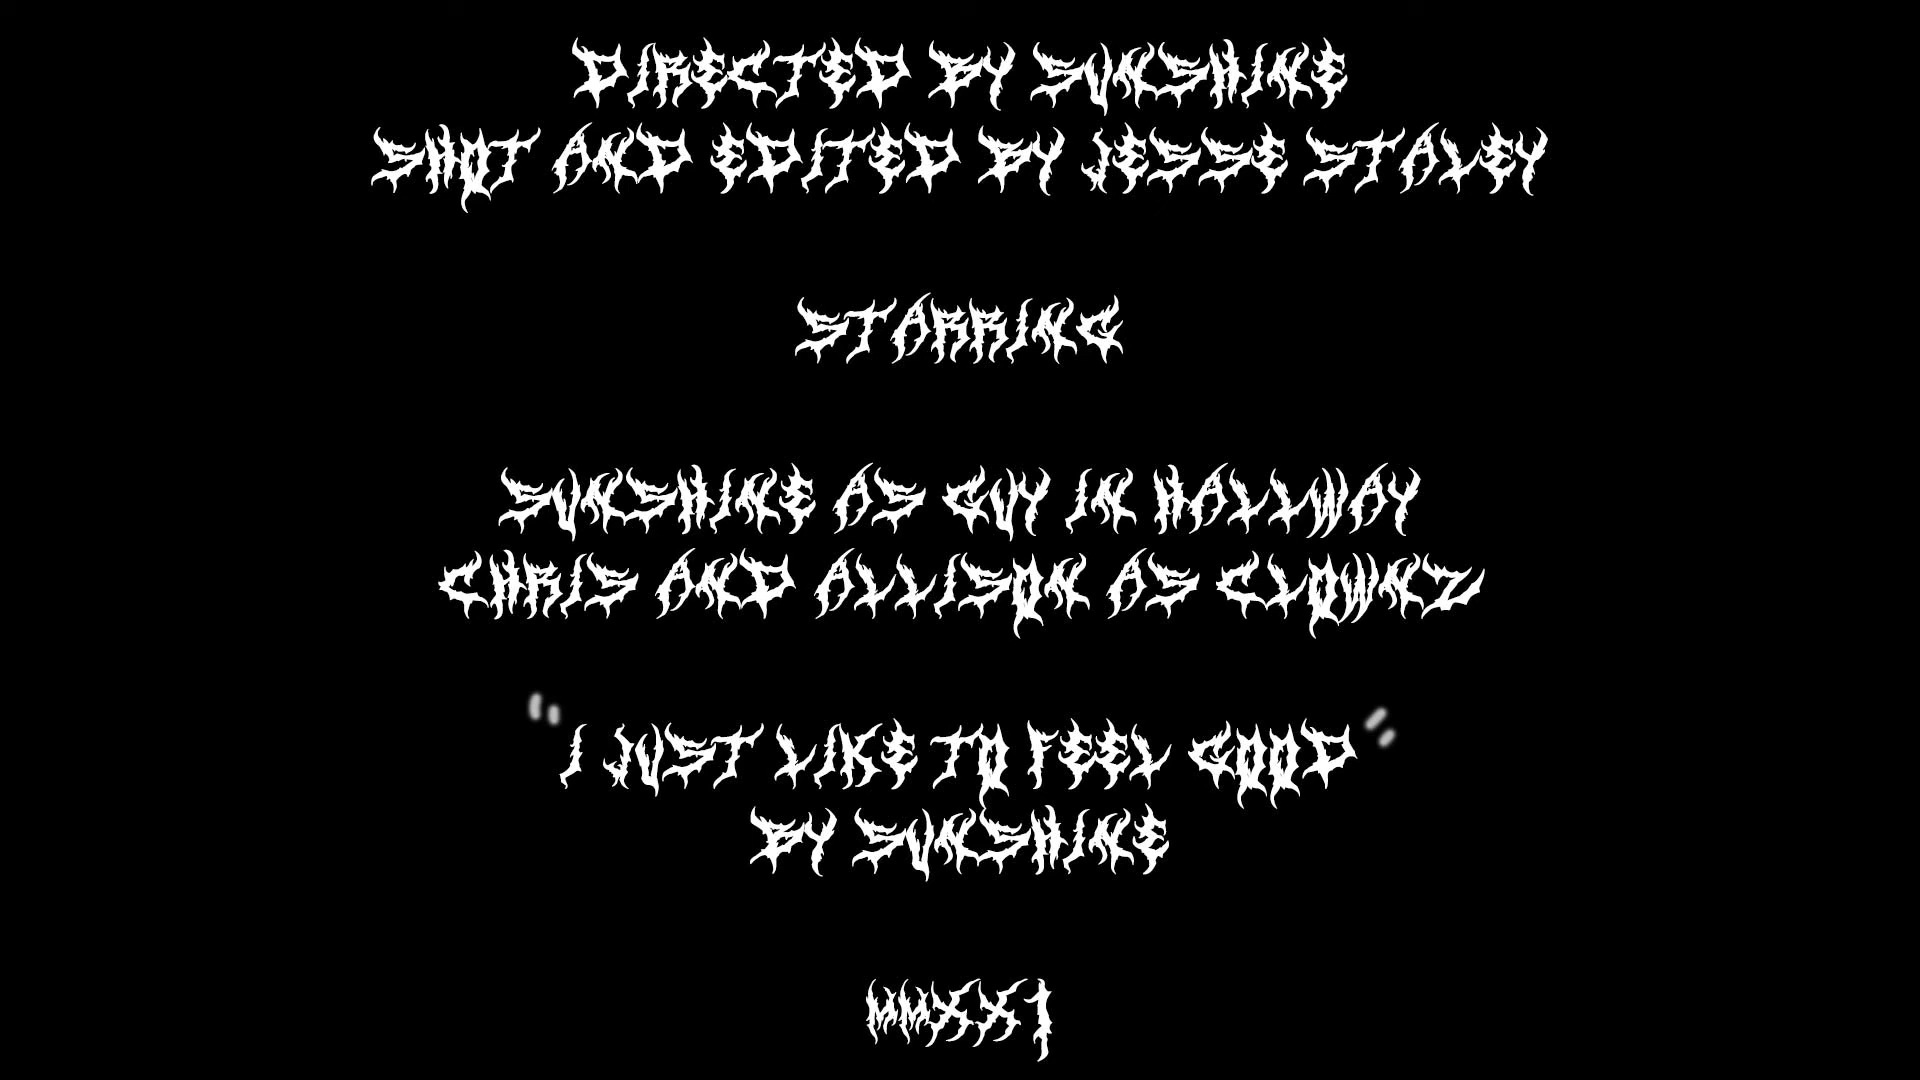 DIRECTED BY SUNSHINE
SHOT AND EDITED BY JESSE STALEY
STARRING
SUNSHINE AS GUY IN HALLWAY
CHRIS AND ALLISON AS CLOWNZ
"I JUST LIKE TO FEEL GOOD"
BY SUNSHINE
MMXX1